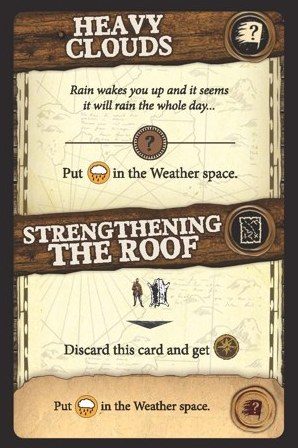 HEAVY
CLOUDS
?
Rain wakes you up and it seems
it will rain the whole day...
?
Put in the Weather space.
STRENGTHENING
THE ROOF
Discard this card and get
Put in the Weather space.
?